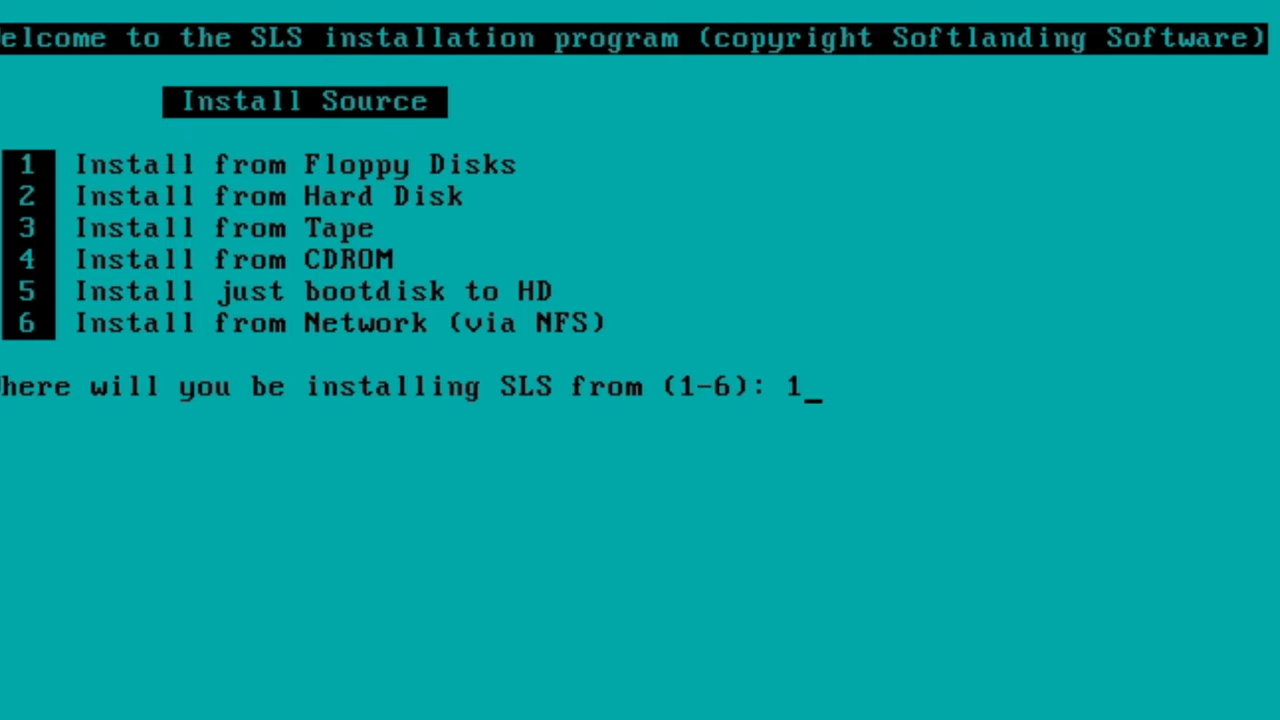 elcome to the SLS installation program (copyright Softlanding Software)
Install Source
1 Install from Floppy Disks
2 Install from Hard Disk
3 Install from Tape
4 Install from CDROM
5 Install just bootdisk to HD
6 Install from Network (via NFS)
here will you be installing SLS from (1-6): 1_